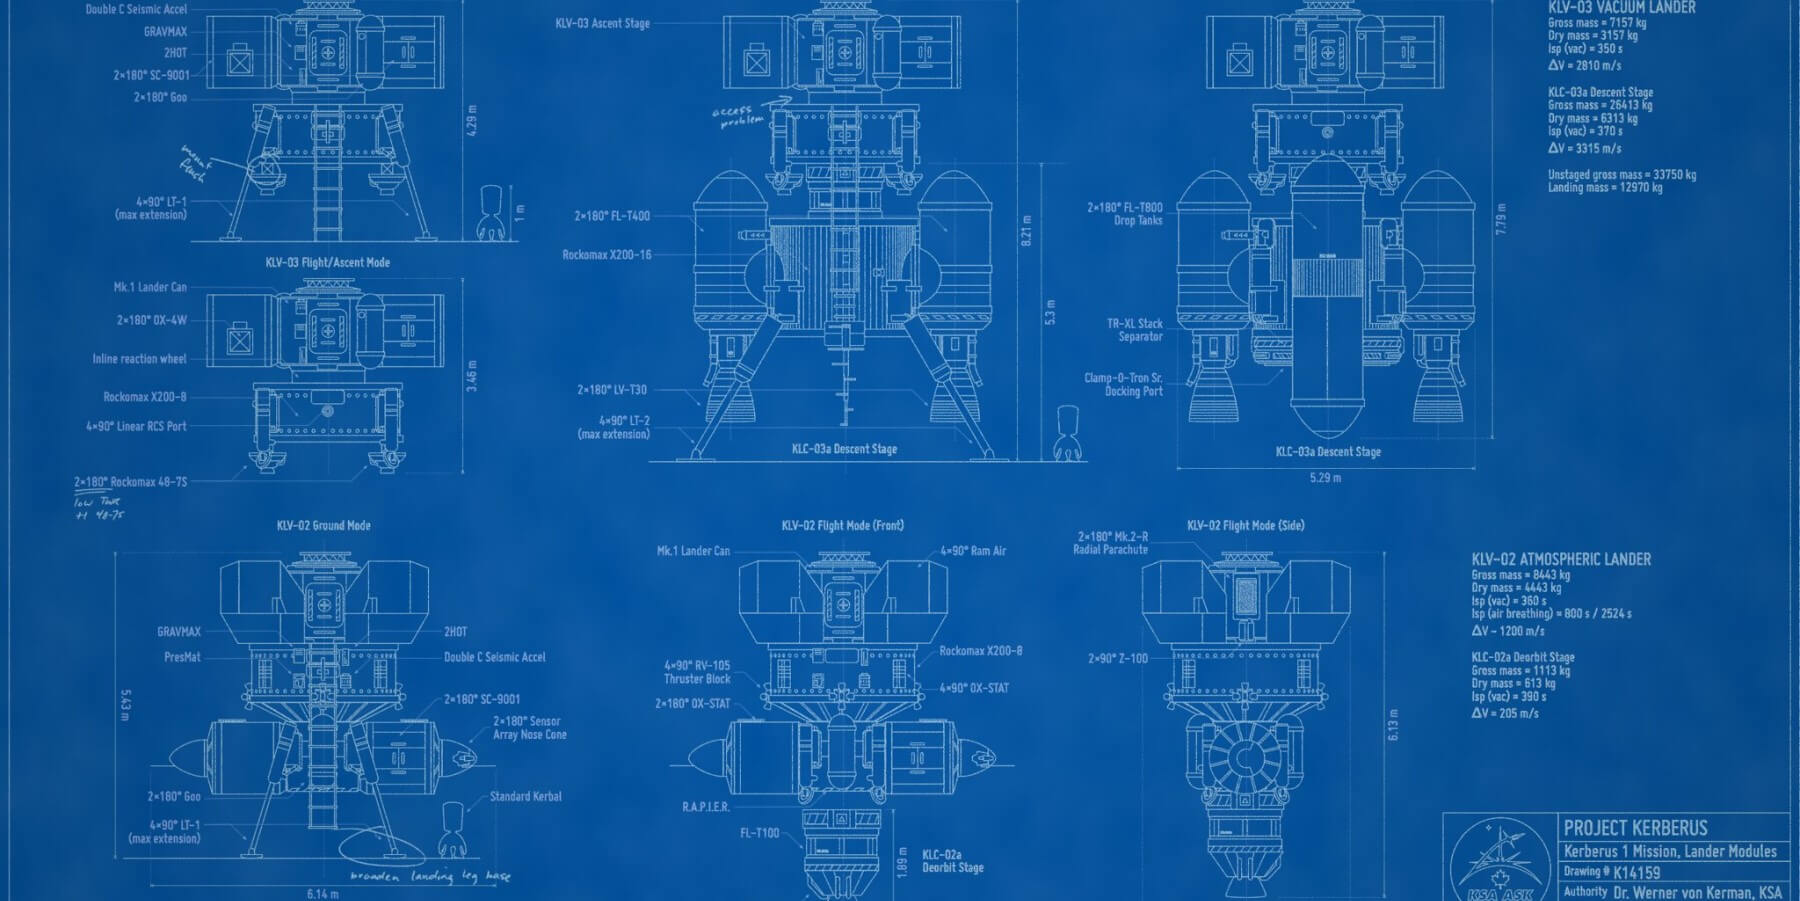 Double C Seismic Accel
GRAVMAX
2HOT
2×180° SC-9001
2×180° Goo
4.29 m
mount
flush
4×90° LT-1
(max extension)
1 m
KLV-03 Flight/Ascent Mode
Mk.1 Lander Can
2×180° OX-4W
Inline reaction wheel
3.46 m
Rockomax X200-8
4×90° Linear RCS Port
2×180° Rockomax 48-7S
low TWR
+1 48-7S
KLV-03 Ascent Stage
access
problem
2×180° FL-T400
Rockomax X200-16
8.21 m
5.3 m
2×180° LV-T30
4×90° LT-2
(max extension)
KLC-03a Descent Stage
2×180° FL-T800
Drop Tanks
7.79 m
TR-XL Stack
Separator
Clamp-O-Tron Sr.
Docking Port
KLC-03a Descent Stage
5.29 m
KLV-03 VACUUM LANDER
Gross mass = 7157 kg
Dry mass = 3157 kg
Isp (vac) = 350 s
ΔV = 2810 m/s
KLC-03a Descent Stage
Gross mass = 26413 kg
Dry mass = 6313 kg
Isp (vac) = 370 s
ΔV = 3315 m/s
Unstaged gross mass = 33750 kg
Landing mass = 12970 kg
KLV-02 Ground Mode
GRAVMAX
2HOT
PresMat
Double C Seismic Accel
5.43 m
2×180° SC-9001
2×180° Sensor
Array Nose Cone
2×180° Goo
Standard Kerbal
4×90° LT-1
(max extension)
broaden landing leg base
6.14 m
KLV-02 Flight Mode (Front)
Mk.1 Lander Can
4×90° Ram Air
Rockomax X200-8
4×90° RV-105
Thruster Block
4×90° OX-STAT
2×180° OX-STAT
R.A.P.I.E.R.
FL-T100
1.89 m
KLC-02a
Deorbit Stage
KLV-02 Flight Mode (Side)
2×180° Mk.2-R
Radial Parachute
2×90° Z-100
6.13 m
KLV-02 ATMOSPHERIC LANDER
Gross mass = 8443 kg
Dry mass = 4443 kg
Isp (vac) = 360 s
Isp (air breathing) = 800 s / 2524 s
ΔV ~ 1200 m/s
KLC-02a Deorbit Stage
Gross mass = 1113 kg
Dry mass = 613 kg
Isp (vac) = 390 s
ΔV = 205 m/s
PROJECT KERBERUS
Kerberus 1 Mission, Lander Modules
Drawing # K14159
Authority Dr. Werner von Kerman, KSA
KSA ASK